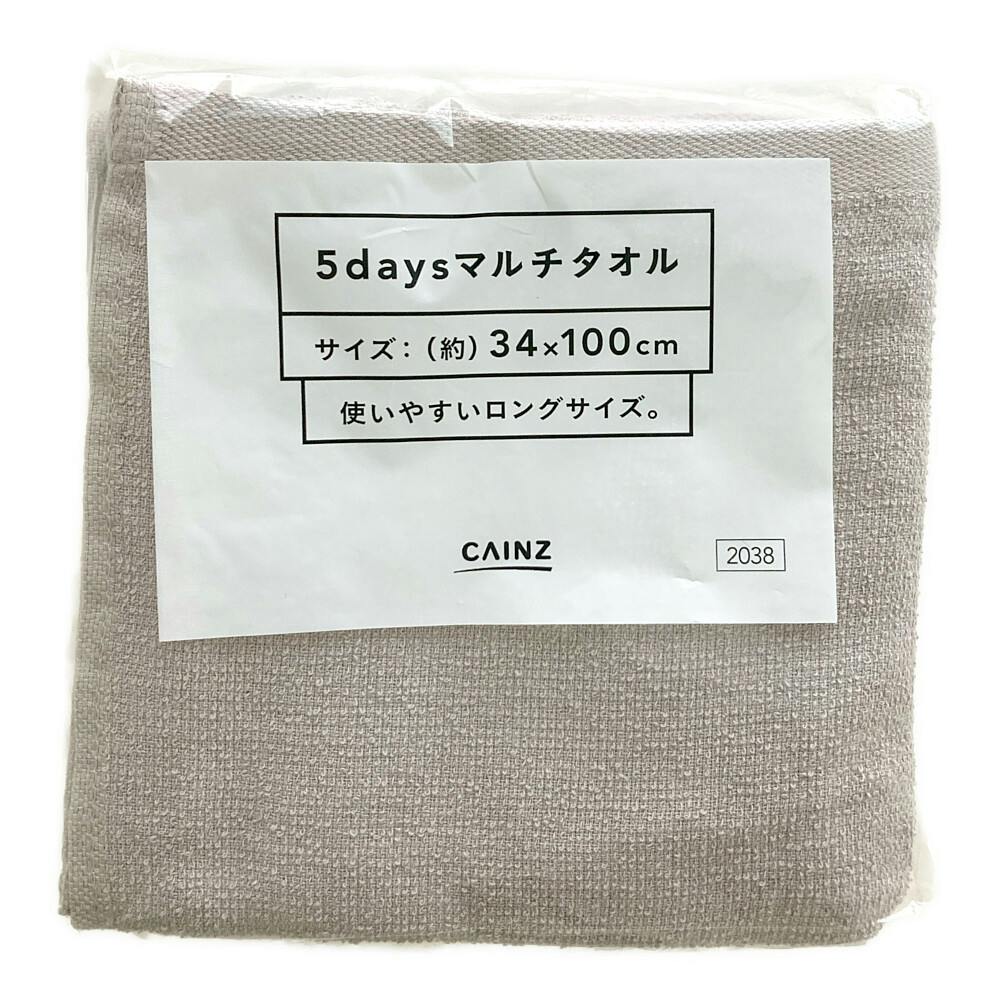 5daysマルチタオル
サイズ：（約）34×100cm
使いやすいロングサイズ。
CAINZ
2038